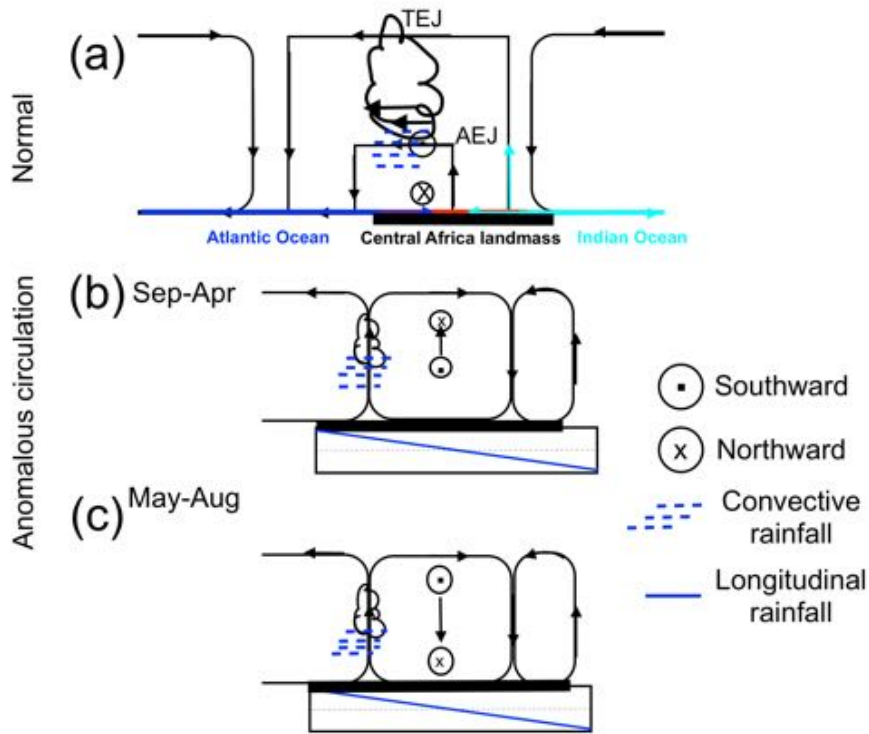 Normal
(a)
TEJ
AEJ
Atlantic Ocean
Central Africa landmass
Indian Ocean
Anomalous circulation
(b) Sep-Apr
x
x
Southward
Northward
Convective
rainfall
Longitudinal
rainfall
(c) May-Aug
x